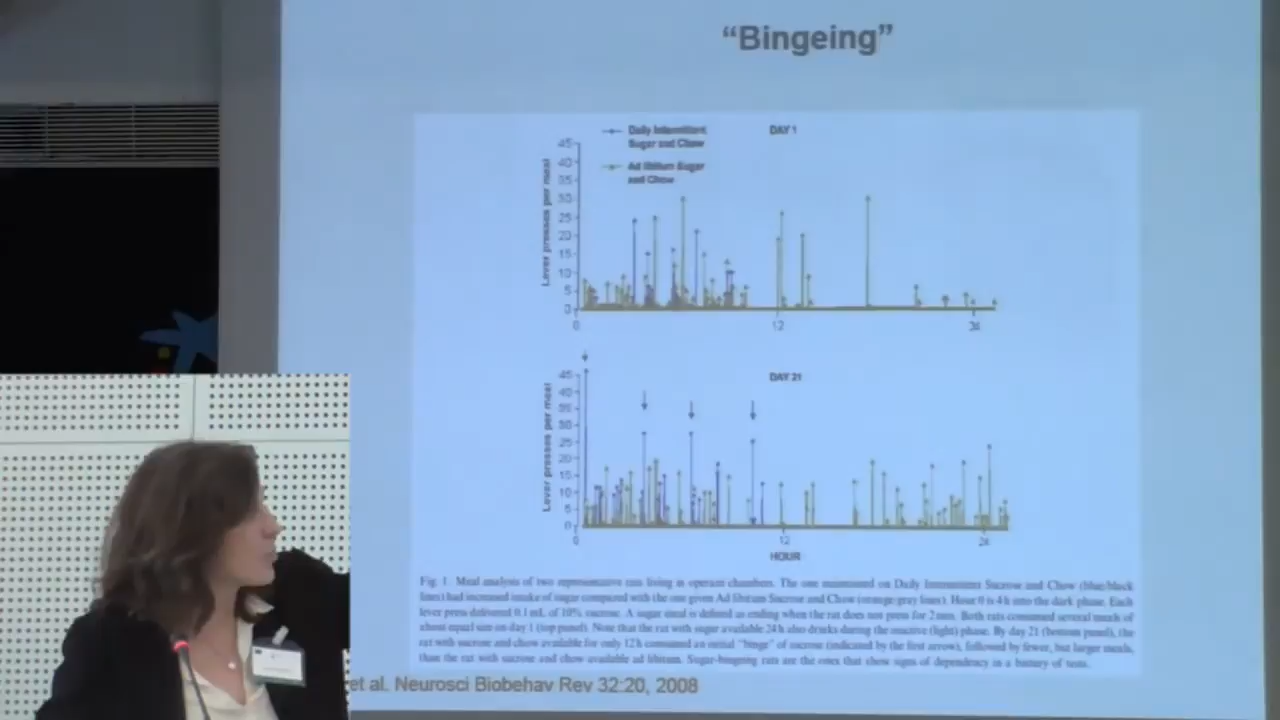 “Bingeing”
Daily Intermittent
Sugar and Chow
Ad libitum Sugar
and Chow
DAY 1
Lever presses per meal
45
40
35
30
25
20
15
10
5
0
0
12
DAY 21
Lever presses per meal
45
40
35
30
25
20
15
10
5
0
0
12
24
HOUR
Fig. 1. Meal analysis of two representative rats living in operant chambers. The one maintained on Daily Intermittent Sucrose and Chow (blue/black
lines) had increased intake of sugar compared with the one given Ad libitum Sucrose and Chow (orange/gray lines). Hour 0 is 4 h into the dark phase. Each
lever press delivered 0.1 mL of 10% sucrose. A sugar meal is defined as ending when the rat does not press for 2 min. Both rats consumed several meals of
about equal size on day 1 (top panel). Note that the rat with sugar available 24 h also drinks during the inactive (light) phase. By day 21 (bottom panel), the
rat with sucrose and chow available for only 12 h consumed an initial “binge” of sucrose (indicated by the first arrow), followed by fewer, but larger meals,
than the rat with sucrose and chow available ad libitum. Sugar-bingeing rats are the ones that show signs of dependency in a battery of tests.
et al. Neurosci Biobehav Rev 32:20, 2008